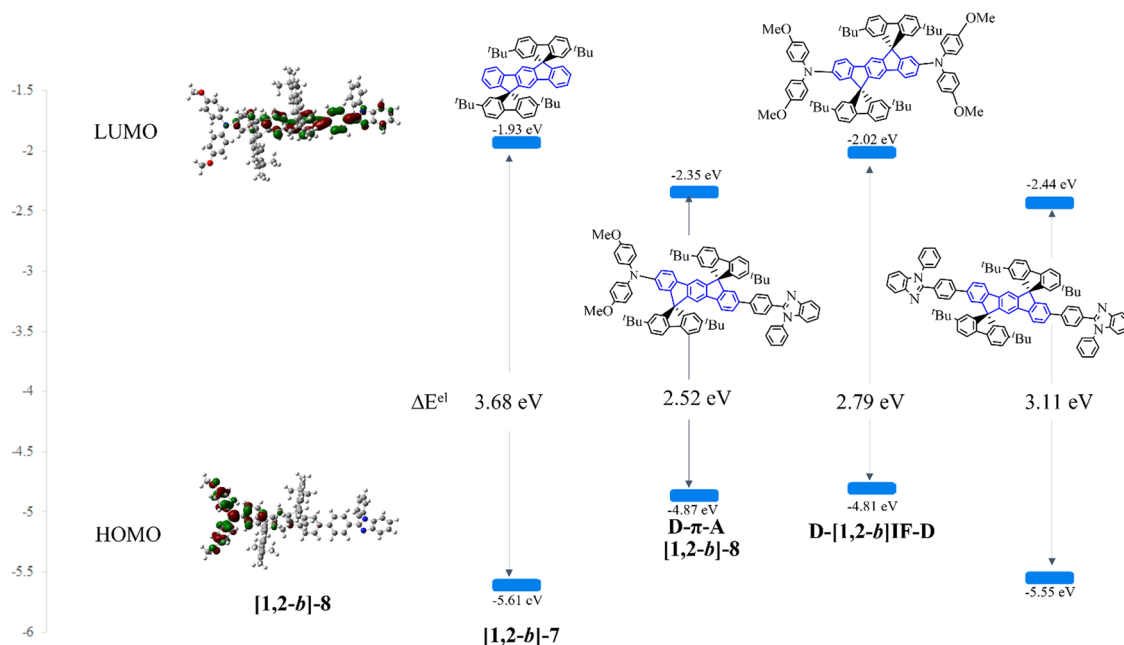 -1.5
-2
-2.5
-3
-3.5
-4
-4.5
-5
-5.5
-6
LUMO
HOMO
[1,2-b]-8
tBu
tBu
tBu
tBu
-1.93 eV
ΔEel
3.68 eV
-5.61 eV
[1,2-b]-7
-2.35 eV
MeO
N
MeO
tBu
tBu
tBu
tBu
N
N
2.52 eV
-4.87 eV
D-π-A
[1,2-b]-8
MeO
tBu
tBu
OMe
N
N
MeO
tBu
tBu
OMe
-2.02 eV
2.79 eV
-4.81 eV
D-[1,2-b]IF-D
-2.44 eV
N
N
tBu
tBu
tBu
tBu
N
N
3.11 eV
-5.55 eV